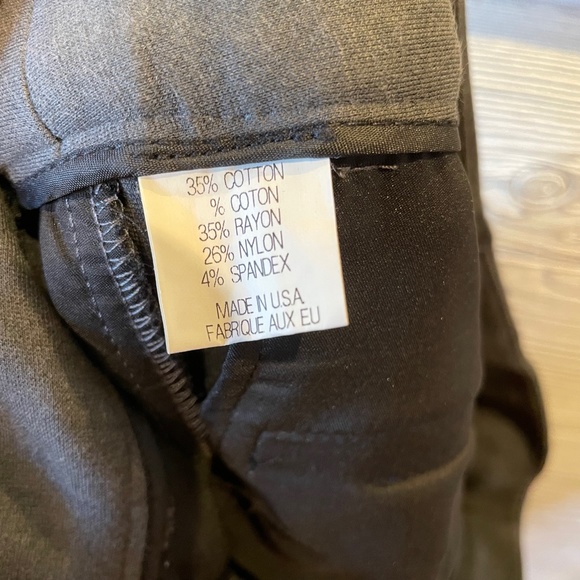 35% COTTON
% COTON
35% RAYON
26% NYLON
4% SPANDEX
MADE IN U.S.A.
FABRIQUE AUX EU